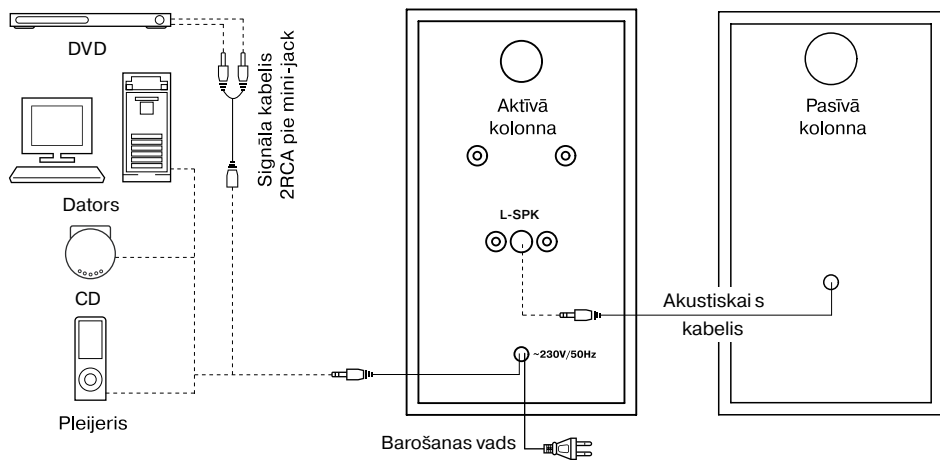 DVD
Signāla kabelis
2RCA pie mini-jack
Dators
CD
Pleijeris
Aktīvā
kolonna
L-SPK
~230V/50Hz
Barošanas vads
Pasīvā
kolonna
Akustiskais
kabelis